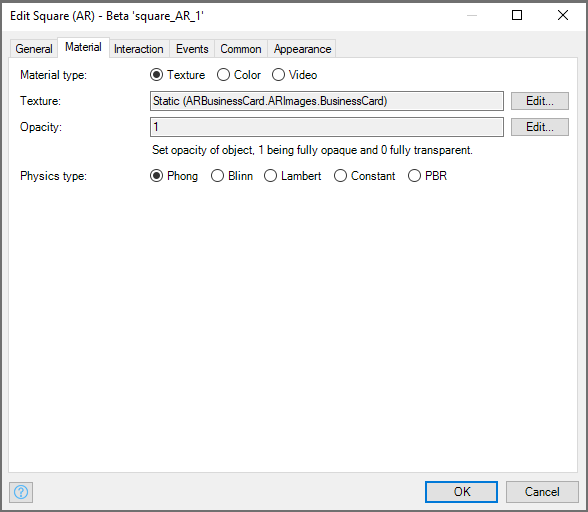 Edit Square (AR) - Beta 'square_AR_1'
General Material Interaction Events Common Appearance
Material type: Texture Color Video
Texture: Static (ARBusinessCard.ARImages.BusinessCard) Edit...
Opacity: 1 Edit...
Set opacity of object, 1 being fully opaque and 0 fully transparent.
Physics type: Phong Blinn Lambert Constant PBR
? OK Cancel